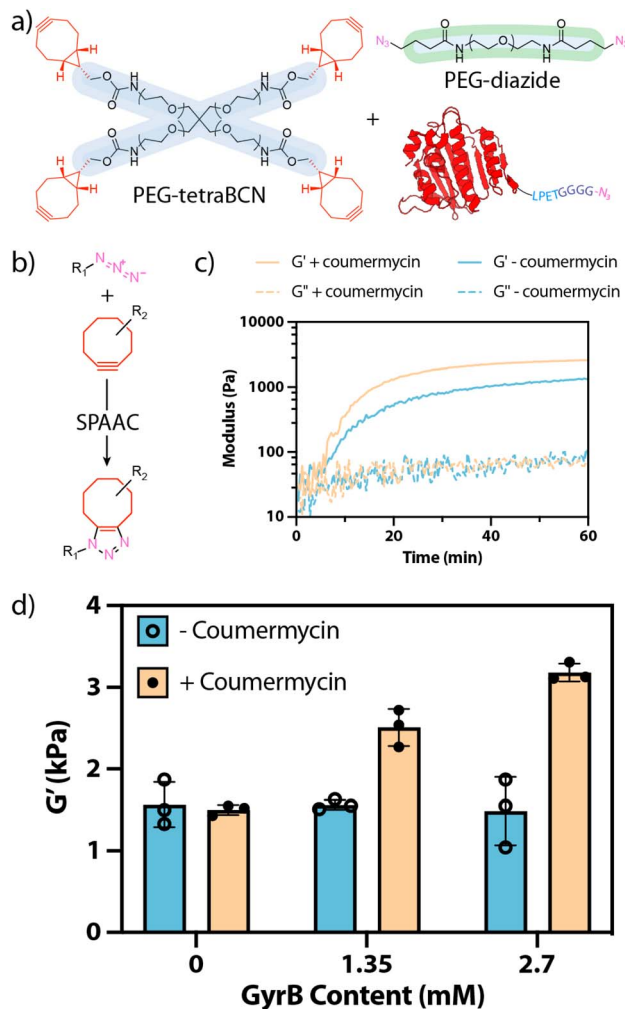 a)
N3
N3
O
N
H
O
O
N
H
O
PEG-diazide
H
H
O
O
H
N
O
O
H
N
O
O
H
H
H
H
O
O
N
H
O
O
N
H
O
O
H
H
PEG-tetraBCN
+
LPETGGGG-N3
b)
R1
N
N+
N-
+
R2
SPAAC
R2
R1
N
N
N
c)
G' + coumermycin
G' - coumermycin
G" + coumermycin
G" - coumermycin
Modulus (Pa)
10000
1000
100
10
0
20
40
60
Time (min)
d)
- Coumermycin
+ Coumermycin
G' (kPa)
4
3
2
1
0
0
1.35
2.7
GyrB Content (mM)